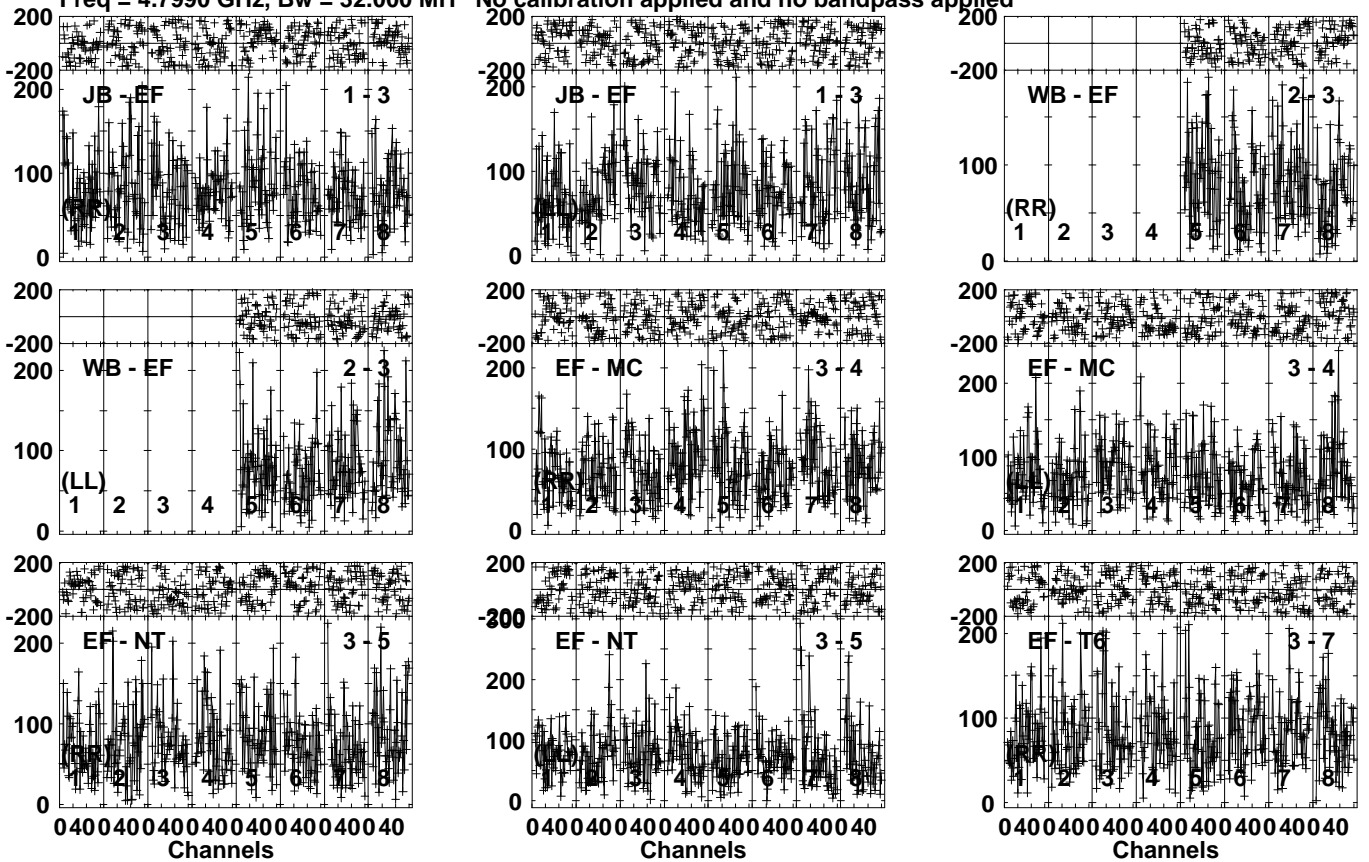 Freq = 4.7990 GHz, Bw = 32.000 MH No calibration applied and no bandpass applied
200 200 200
-200 -200 -200
200 200 200
JB - EF 1 - 3 JB - EF 1 - 3 WB - EF 2 - 3
100 100 100
(RR) (LL) (RR)
1 2 3 4 5 6 7 8 1 2 3 4 5 6 7 8 1 2 3 4 5 6 7 8
0 0 0
200 200 200
-200 -200 -200
200 200 200
WB - EF 2 - 3 EF - MC 3 - 4 EF - MC 3 - 4
100 100 100
(LL) (RR) (LL)
1 2 3 4 5 6 7 8 1 2 3 4 5 6 7 8 1 2 3 4 5 6 7 8
0 0 0
200 200 200
-200 -200 -200
200 300 200
EF - NT 3 - 5 EF - NT 3 - 5 EF - T6 3 - 7
200
100 100 100
(RR) (LL) (RR)
1 2 3 4 5 6 7 8 1 2 3 4 5 6 7 8 1 2 3 4 5 6 7 8
0 0 0
0 40 0 40 0 40 0 40 0 40 0 40 0 40 0 40 0 40 0 40 0 40 0 40 0 40 0 40 0 40 0 40 0 40 0 40 0 40 0 40 0 40 0 40 0 40 0 40
Channels Channels Channels